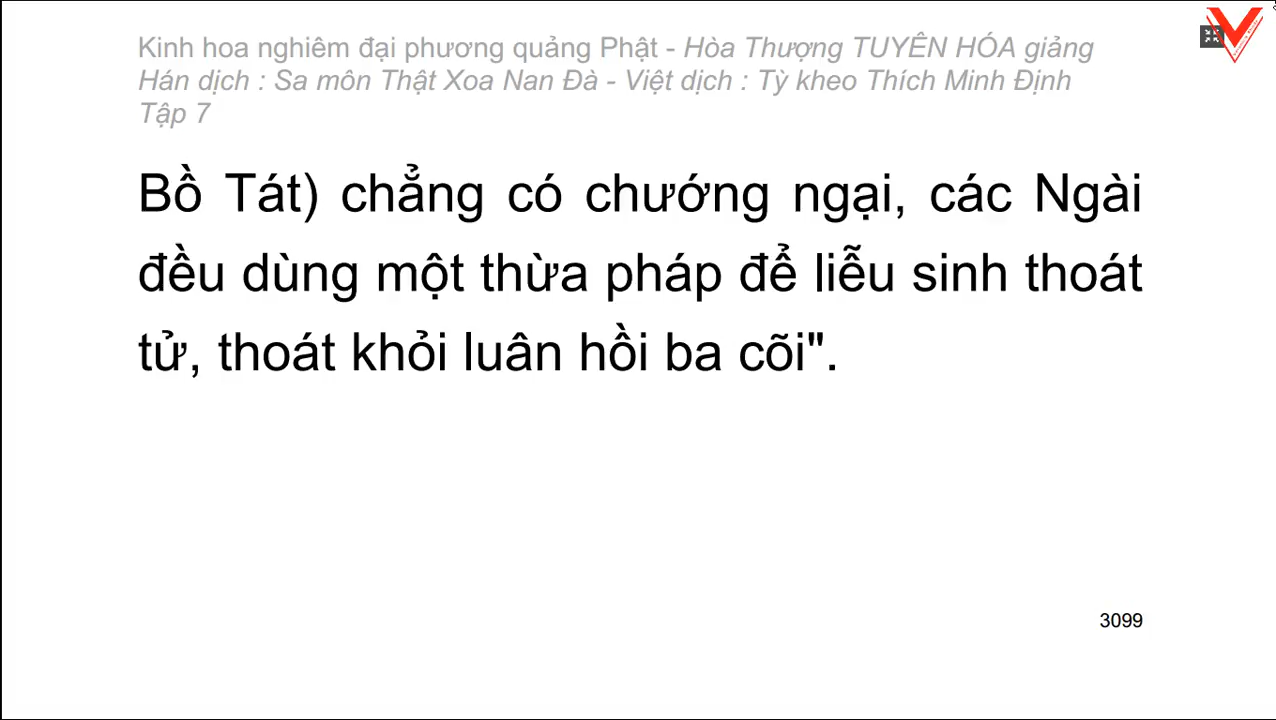 Kinh hoa nghiêm đại phương quảng Phật - Hòa Thượng TUYÊN HÓA giảng
Hán dịch : Sa môn Thật Xoa Nan Đà - Việt dịch : Tỳ kheo Thích Minh Định
Tập 7
Bồ Tát) chẳng có chướng ngại, các Ngài
đều dùng một thừa pháp để liễu sinh thoát
tử, thoát khỏi luân hồi ba cõi".
3099